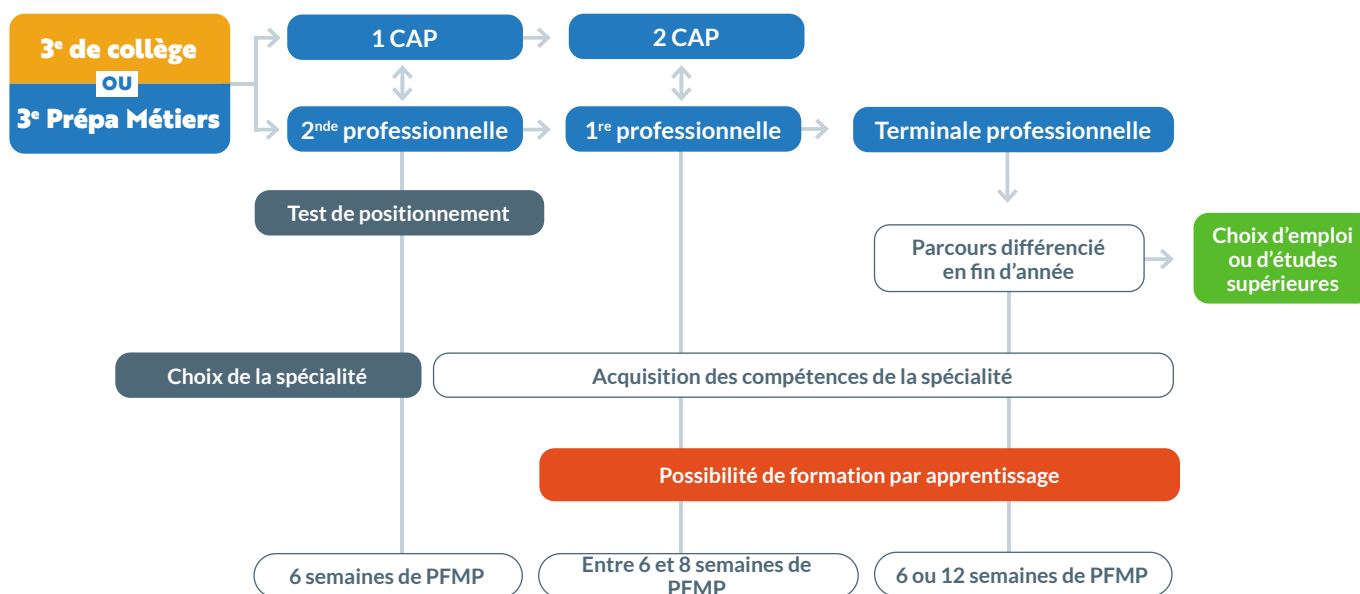 3e de collège
OU
3e Prépa Métiers
1 CAP
2 CAP
2nde professionnelle
1re professionnelle
Terminale professionnelle
Test de positionnement
Parcours différencié
en fin d'année
Choix d'emploi
ou d'études
supérieures
Choix de la spécialité
Acquisition des compétences de la spécialité
Possibilité de formation par apprentissage
6 semaines de PFMP
Entre 6 et 8 semaines de
PFMP
6 ou 12 semaines de PFMP